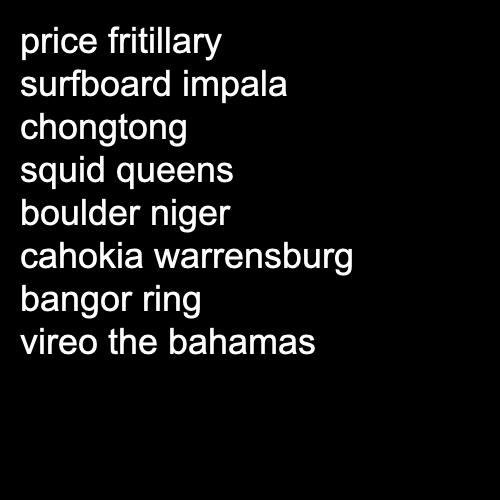 price fritillary
surfboard impala
chongtong
squid queens
boulder niger
cahokia warrensburg
bangor ring
vireo the bahamas